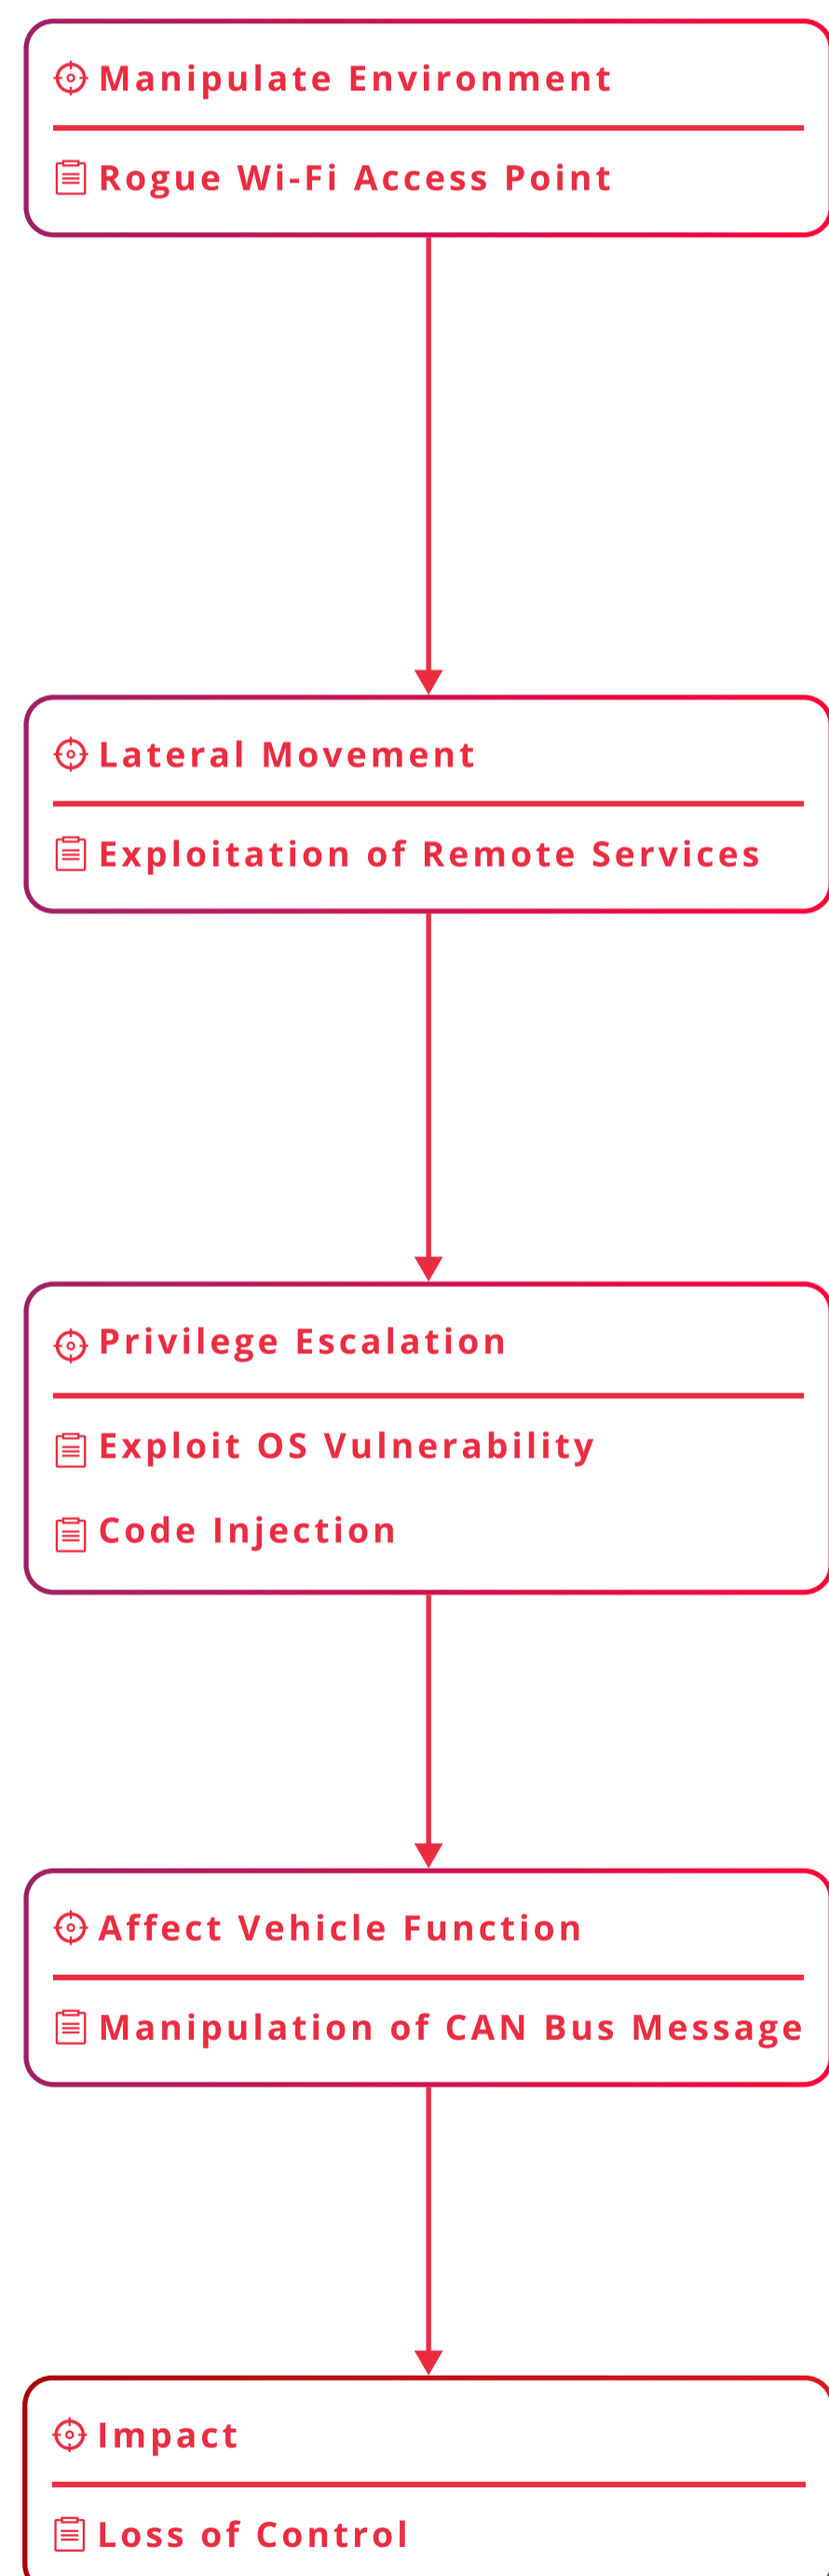 Manipulate Environment
Rogue Wi-Fi Access Point
Lateral Movement
Exploitation of Remote Services
Privilege Escalation
Exploit OS Vulnerability
Code Injection
Affect Vehicle Function
Manipulation of CAN Bus Message
Impact
Loss of Control